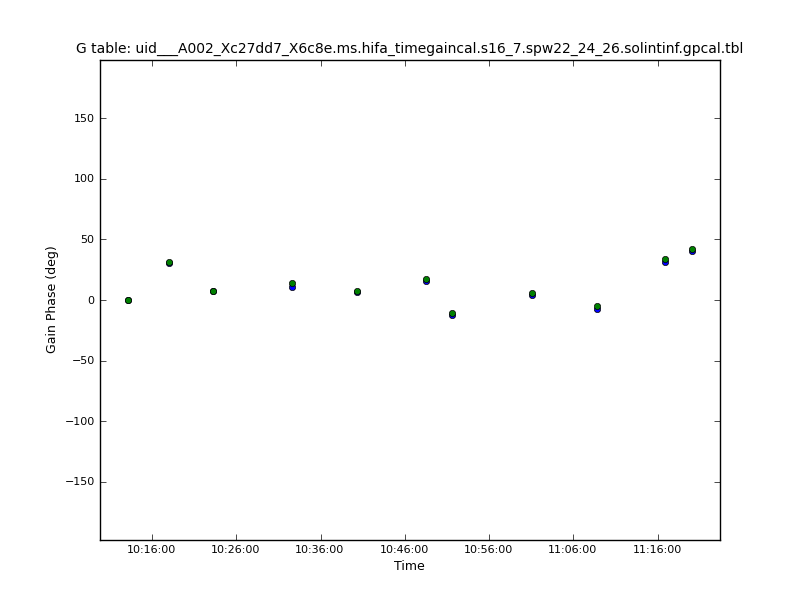 G table: uid___A002_Xc27dd7_X6c8e.ms.hifa_timegaincal.s16_7.spw22_24_26.solintinf.gpcal.tbl
150
100
50
0
−50
−100
−150
Gain Phase (deg)
10:16:00 10:26:00 10:36:00 10:46:00 10:56:00 11:06:00 11:16:00
Time